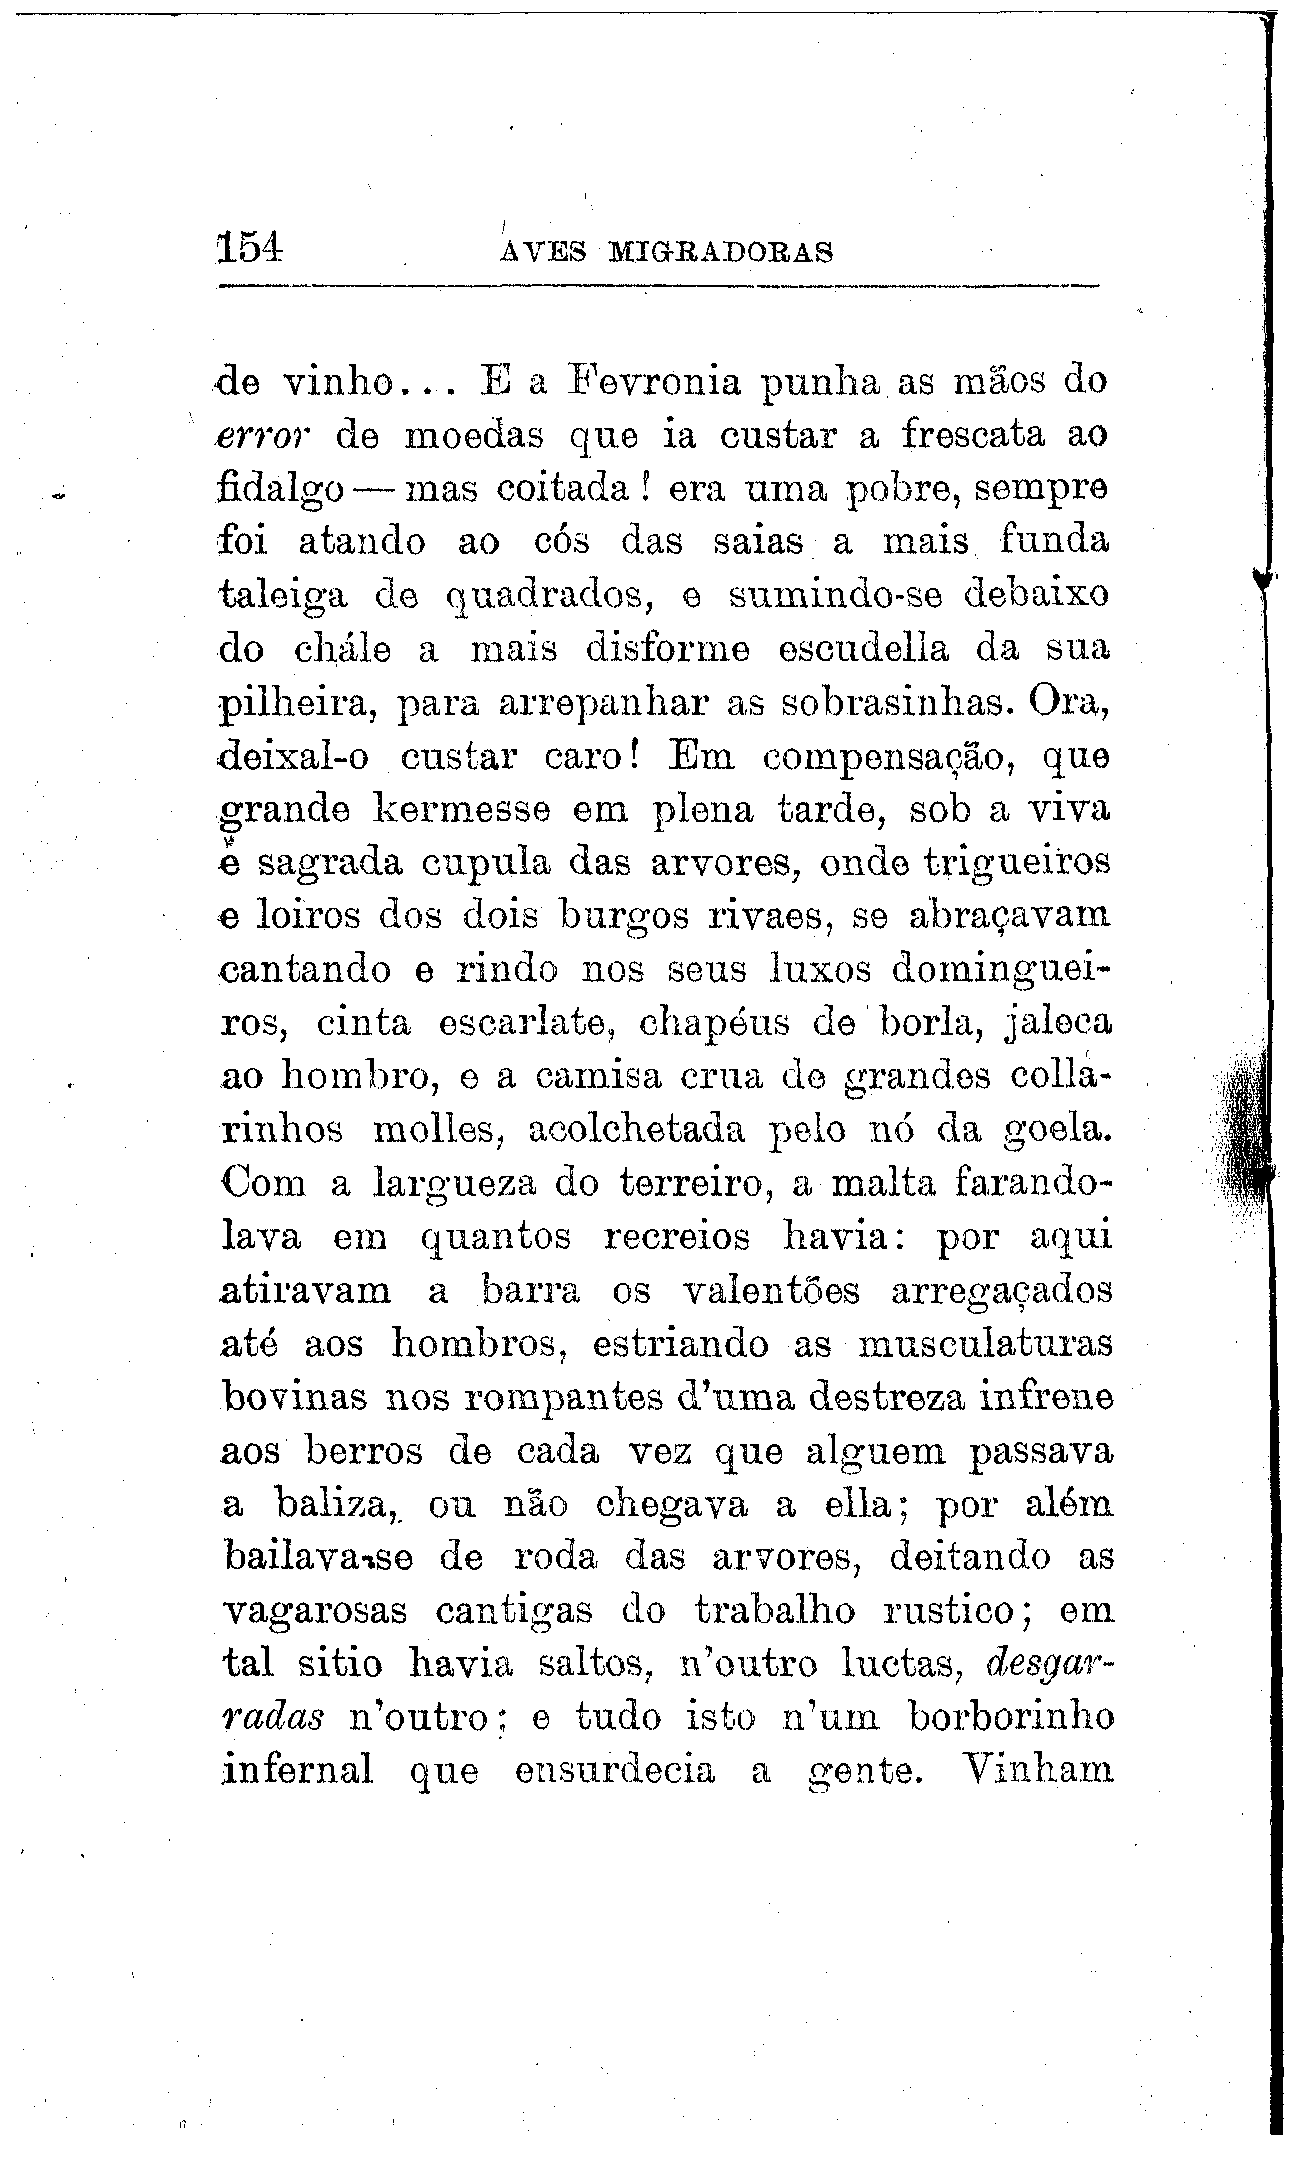 154 AVES MIGRADORAS
de vinho... E a Fevronia punha as mãos do
error de moedas que ia custar a frescata ao
fidalgo — mas coitada! era uma pobre, sempre
foi atando ao cós das saias a mais funda
taleiga de quadrados, e sumindo-se debaixo
do chále a mais disforme escudella da sua
pilheira, para arrepanhar as sobrasinhas. Ora,
deixal-o custar caro! Em compensação, que
grande kermesse em plena tarde, sob a viva
e sagrada cupula das arvores, onde trigueiros
e loiros dos dois burgos rivaes, se abraçavam
cantando e rindo nos seus luxos dominguei-
ros, cinta escarlate, chapéus de borla, jaleca
ao hombro, e a camisa crua de grandes colla-
rinhos molles, acolchetada pelo nó da goela.
Com a largueza do terreiro, a malta farando-
lava em quantos recreios havia: por aqui
atiravam a barra os valentões arregaçados
até aos hombros, estriando as musculaturas
bovinas nos rompantes d'uma destreza infrene
aos berros de cada vez que alguem passava
a baliza, ou não chegava a ella; por além
bailava-se de roda das arvores, deitando as
vagarosas cantigas do trabalho rustico; em
tal sitio havia saltos, n'outro luctas, desgar-
radas n'outro; e tudo isto n'um borborinho
infernal que ensurdecia a gente. Vinham